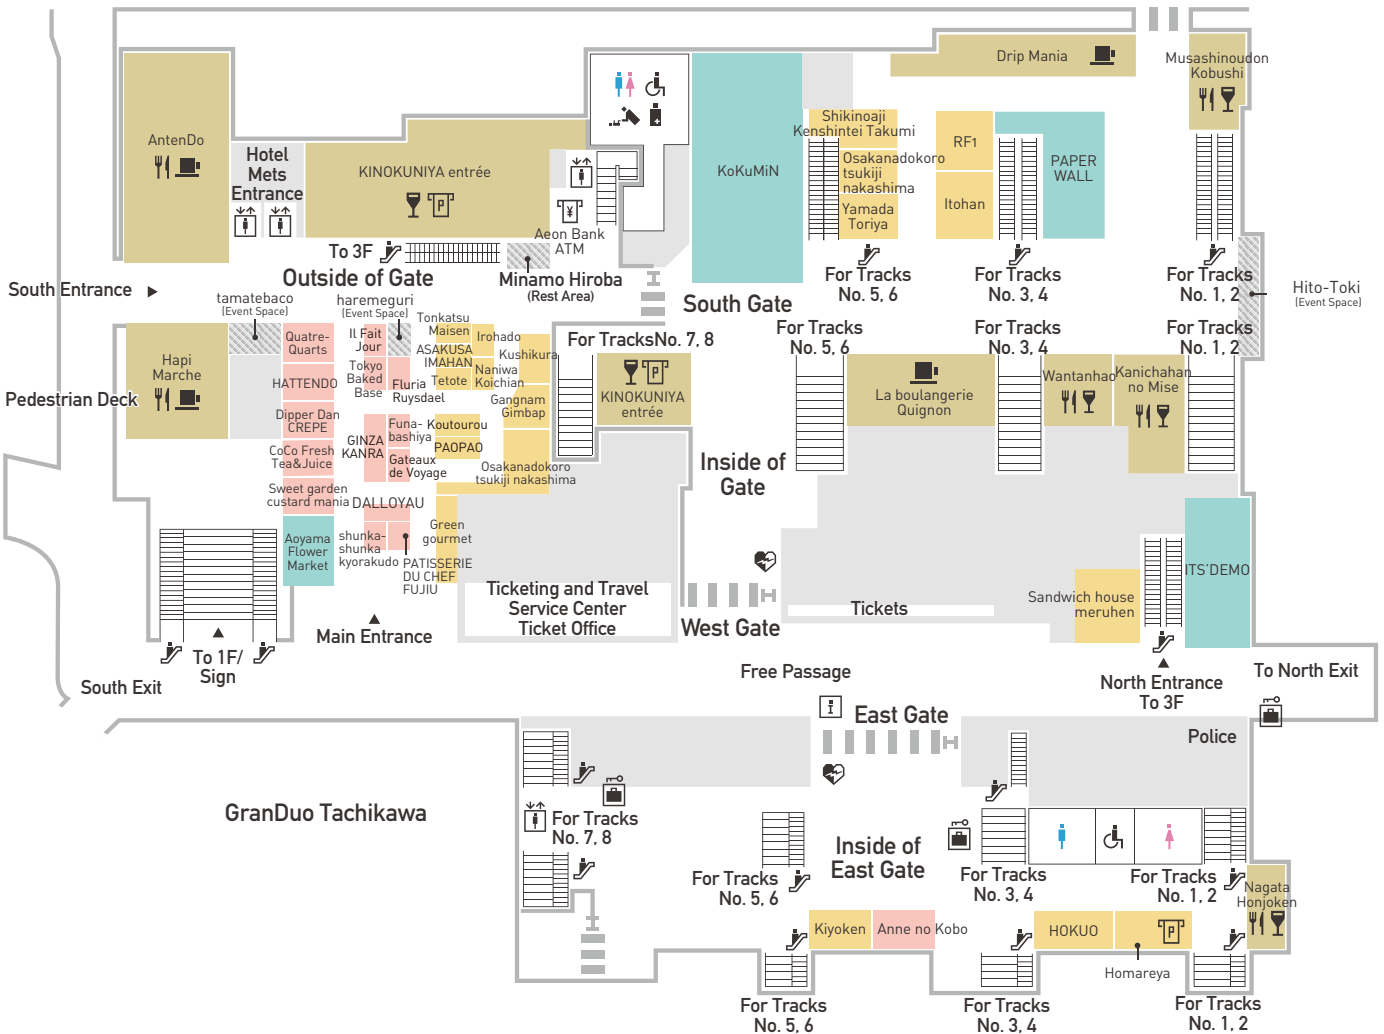 Drip Mania
Musashinoudon
Kobushi
AntenDo
Hotel
Mets
Entrance
KINOKUNIYA entrée
P
¥
Aeon Bank
ATM
KoKuMiN
Shikinoaji
Kenshintei Takumi
Osakanadokoro
tsukiji
nakashima
Yamada
Toriya
RF1
Itohan
PAPER
WALL
To 3F
Outside of Gate
Minamo Hiroba
(Rest Area)
South Gate
For Tracks
No. 5, 6
For Tracks
No. 3, 4
For Tracks
No. 1, 2
Hito-Toki
(Event Space)
South Entrance
tamatebaco
(Event Space)
haremeguri
(Event Space)
Hapi
Marche
Pedestrian Deck
Quatre-
Quarts
HATTENDO
Dipper Dan
CREPE
CoCo Fresh
Tea&Juice
Sweet garden
custard mania
Aoyama
Flower
Market
Il Fait
Jour
Tokyo
Baked
Base
Fluria
Ruysdael
GINZA
KANRA
Funa-
bashiya
Gateaux
de Voyage
DALLOYAU
shunka-
shunka
kyorakudo
PATISSERIE
DU CHEF
FUJIU
Tonkatsu
Maisen
Irohado
ASAKUSA
IMAHAN
Tetote
Naniwa
Koichian
Kushikura
Gangnam
Gimbap
Koutourou
PAOPAO
Osakanadokoro
tsukiji nakashima
Green
gourmet
For TracksNo. 7, 8
P
KINOKUNIYA
entrée
For Tracks
No. 5, 6
For Tracks
No. 3, 4
For Tracks
No. 1, 2
La boulangerie
Quignon
Wantanhao
Kanichahan
no Mise
Inside of
Gate
ITS'DEMO
Sandwich house
meruhen
Ticketing and Travel
Service Center
Ticket Office
Tickets
West Gate
Main Entrance
To 1F/
Sign
South Exit
Free Passage
North Entrance
To 3F
To North Exit
East Gate
Police
GranDuo Tachikawa
For Tracks
No. 7, 8
Inside of
East Gate
For Tracks
No. 5, 6
For Tracks
No. 3, 4
For Tracks
No. 1, 2
Nagata
Honjoken
Kiyoken
Anne no Kobo
HOKUO
P
Homareya
For Tracks
No. 5, 6
For Tracks
No. 3, 4
For Tracks
No. 1, 2